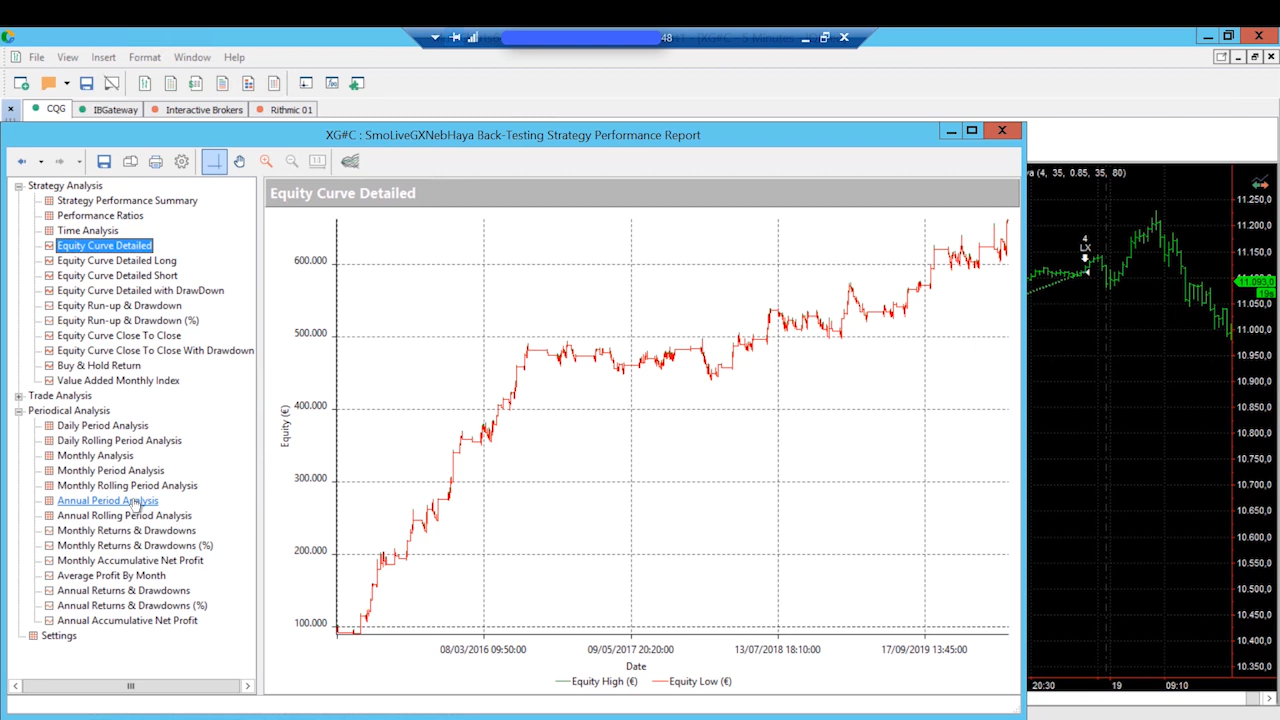 48
File View Insert Format Window Help
CQG IBGateway Interactive Brokers Rithmic 01
XG#C : SmoLiveGXNebHaya Back-Testing Strategy Performance Report
Strategy Analysis
Strategy Performance Summary
Performance Ratios
Time Analysis
Equity Curve Detailed
Equity Curve Detailed Long
Equity Curve Detailed Short
Equity Curve Detailed with DrawDown
Equity Run-up & Drawdown
Equity Run-up & Drawdown (%)
Equity Curve Close To Close
Equity Curve Close To Close With Drawdown
Buy & Hold Return
Value Added Monthly Index
Trade Analysis
Periodical Analysis
Daily Period Analysis
Daily Rolling Period Analysis
Monthly Analysis
Monthly Period Analysis
Monthly Rolling Period Analysis
Annual Period Analysis
Annual Rolling Period Analysis
Monthly Returns & Drawdowns
Monthly Returns & Drawdowns (%)
Monthly Accumulative Net Profit
Average Profit By Month
Annual Returns & Drawdowns
Annual Returns & Drawdowns (%)
Annual Accumulative Net Profit
Settings
Equity Curve Detailed
600.000
500.000
400.000
300.000
200.000
100.000
Equity (€)
08/03/2016 09:50:00 09/05/2017 20:20:00 13/07/2018 18:10:00 17/09/2019 13:45:00
Date
Equity High (€) Equity Low (€)
(4, 35, 0.85, 35, 80)
4
LX
11.250,0
11.200,0
11.150,0
11.093,0
11.050,0
11.000,0
10.950,0
10.900,0
10.850,0
10.800,0
10.750,0
10.700,0
10.650,0
10.600,0
10.550,0
10.500,0
10.450,0
10.400,0
10.350,0
20:30 19 09:10